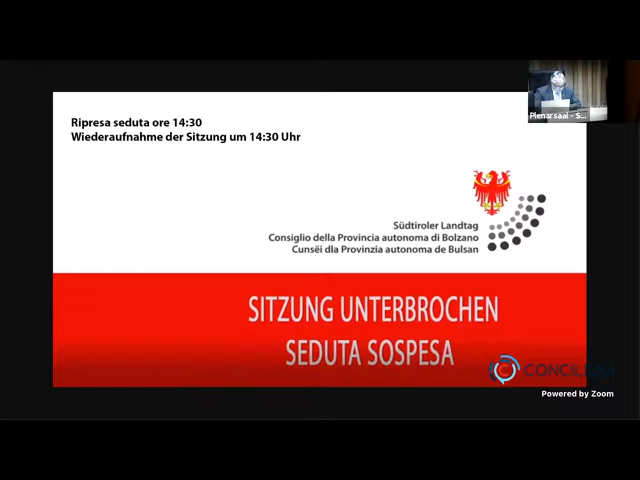 Plenarsaal - S...
Ripresa seduta ore 14:30
Wiederaufnahme der Sitzung um 14:30 Uhr
Südtiroler Landtag
Consiglio della Provincia autonoma di Bolzano
Cunsëi dla Provinzia autonoma de Bulsan
SITZUNG UNTERBROCHEN
SEDUTA SOSPESA
CONCILIUM
Powered by Zoom